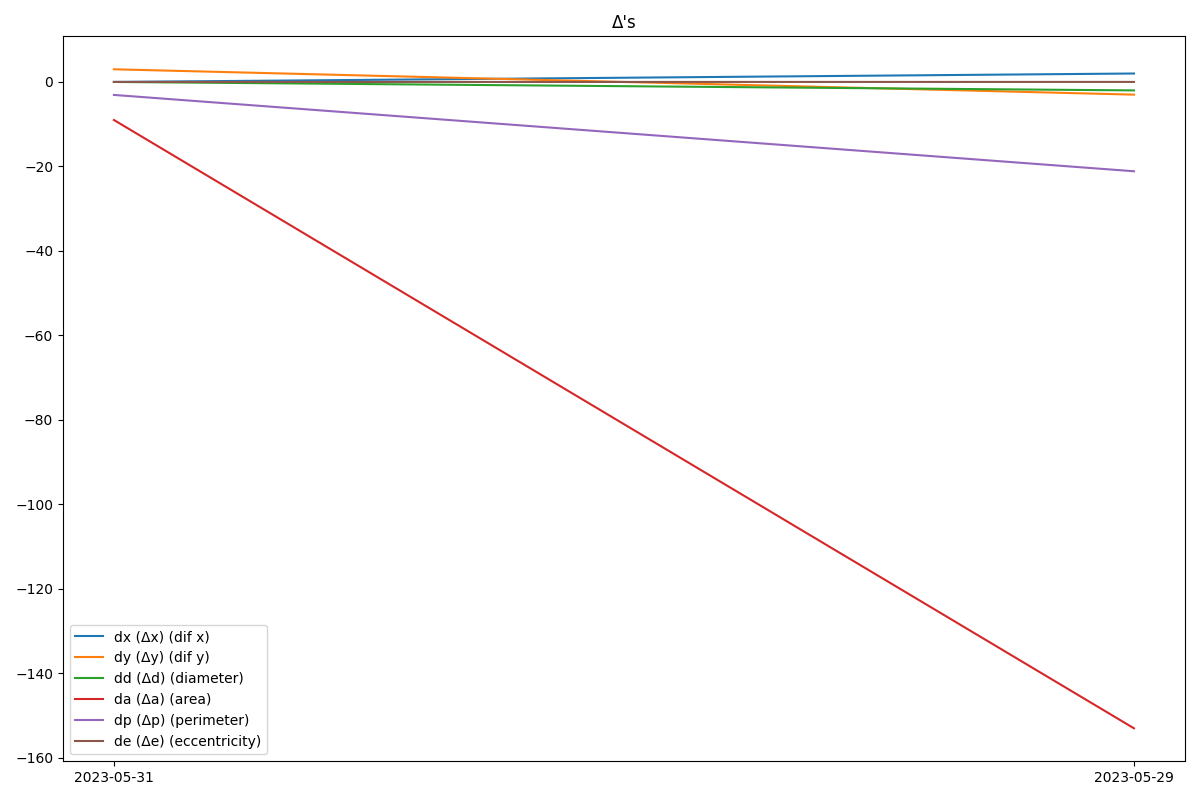 Δ's
0
−20
−40
−60
−80
−100
−120
−140
−160
dx (Δx) (dif x)
dy (Δy) (dif y)
dd (Δd) (diameter)
da (Δa) (area)
dp (Δp) (perimeter)
de (Δe) (eccentricity)
2023-05-31
2023-05-29